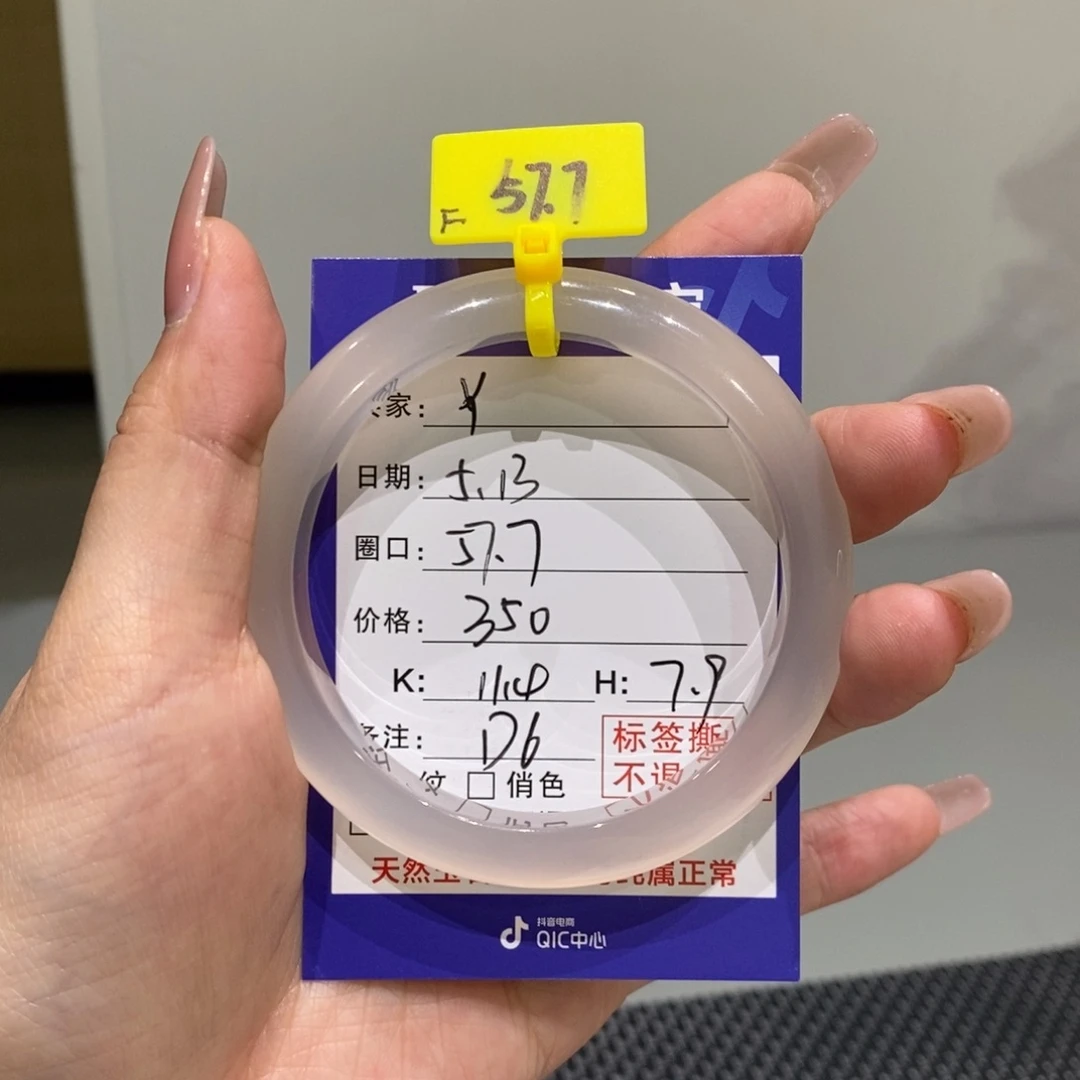 57.7
F
家:
日期: 5.13
圈口: 57.7
价格: 350
K: 11.4 H: 7.9
备注: D6
纹 □ 俏色
标签撕
不退
天然 属正常
抖音电商
QIC中心